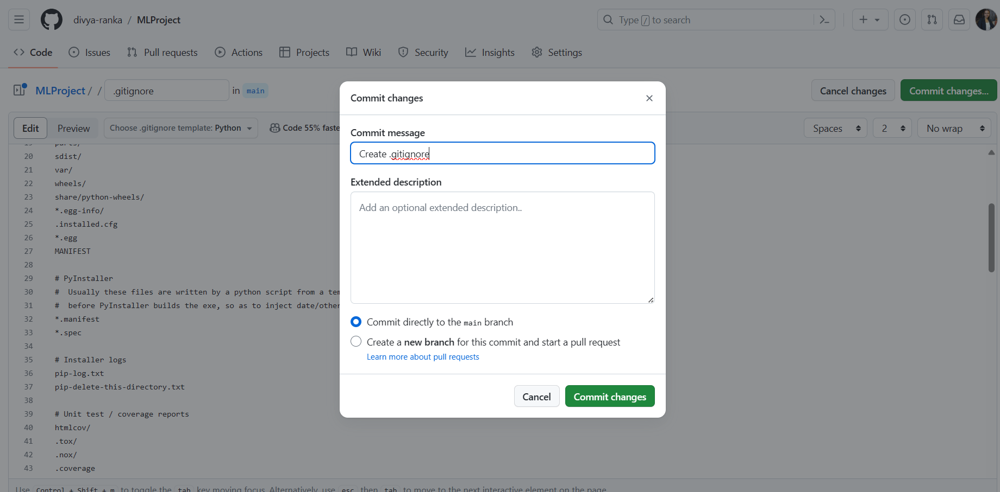 divya-ranka / MLProject
Type / to search
Code Issues Pull requests Actions Projects Wiki Security Insights Settings
MLProject / / .gitignore in main
Cancel changes Commit changes...
Edit Preview Choose .gitignore template: Python Code 55% faste
Spaces 2 No wrap
20 sdist/
21 var/
22 wheels/
23 share/python-wheels/
24 *.egg-info/
25 .installed.cfg
26 *.egg
27 MANIFEST
28
29 # PyInstaller
30 #  Usually these files are written by a python script from a tem
31 #  before PyInstaller builds the exe, so as to inject date/other
32 *.manifest
33 *.spec
34
35 # Installer logs
36 pip-log.txt
37 pip-delete-this-directory.txt
38
39 # Unit test / coverage reports
40 htmlcov/
41 .tox/
42 .nox/
43 .coverage
Use Control + Shift + m to toggle the tab key moving focus. Alternatively, use esc then tab to move to the next interactive element on the page.
Commit changes
Commit message
Create .gitignore
Extended description
Add an optional extended description..
Commit directly to the main branch
Create a new branch for this commit and start a pull request
Learn more about pull requests
Cancel Commit changes